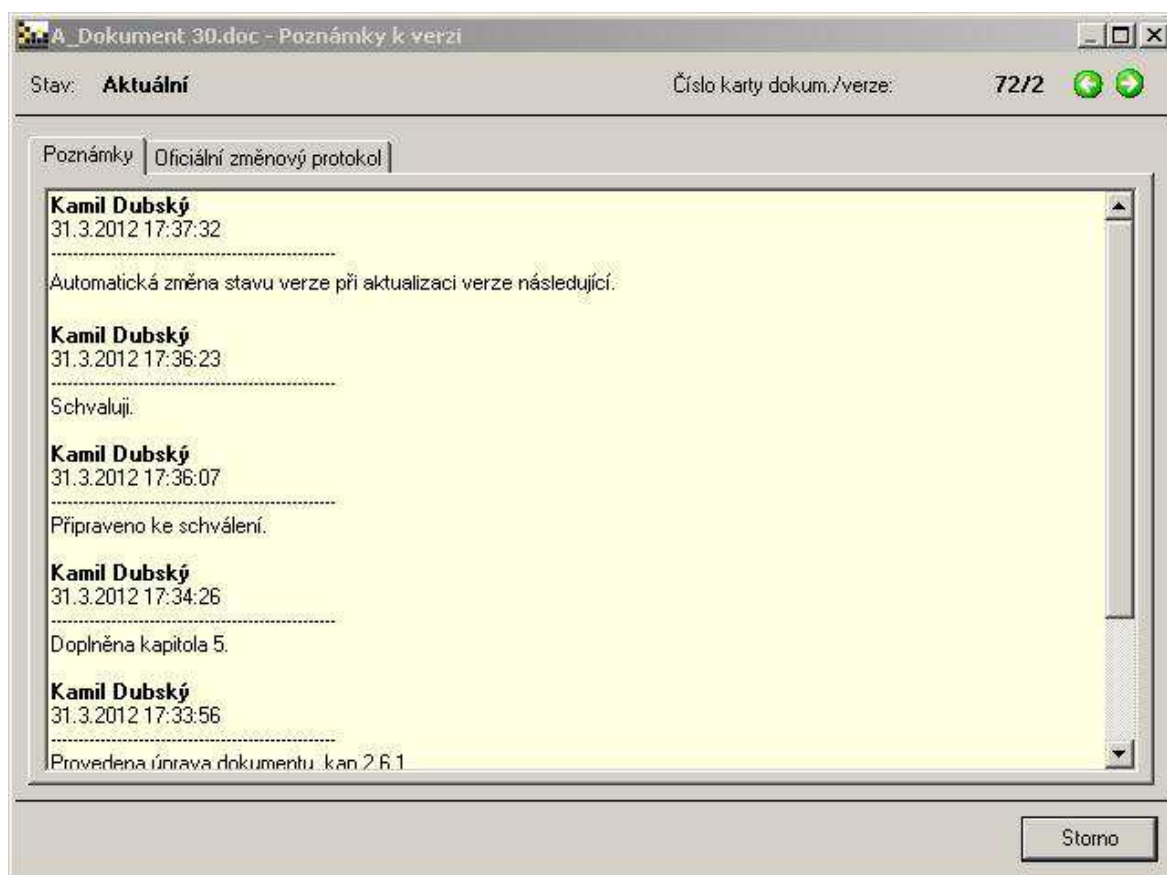 A_Dokument 30.doc - Poznámky k verzi
Stav: Aktuální Číslo karty dokum./verze: 72/2
Poznámky Oficiální změnový protokol
Kamil Dubský
31.3.2012 17:37:32
------------------------------------------------
Automatická změna stavu verze při aktualizaci verze následující.
Kamil Dubský
31.3.2012 17:36:23
------------------------------------------------
Schvaluji.
Kamil Dubský
31.3.2012 17:36:07
------------------------------------------------
Připraveno ke schválení.
Kamil Dubský
31.3.2012 17:34:26
------------------------------------------------
Doplněna kapitola 5.
Kamil Dubský
31.3.2012 17:33:56
------------------------------------------------
Provedena úprava dokumentu, kap 2.6.1
Storno